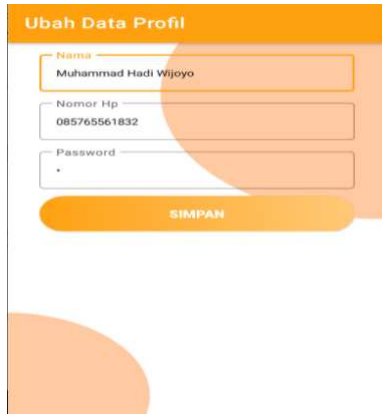 Ubah Data Profil
Nama
Muhammad Hadi Wijoyo
Nomor Hp
085765561832
Password
•
SIMPAN